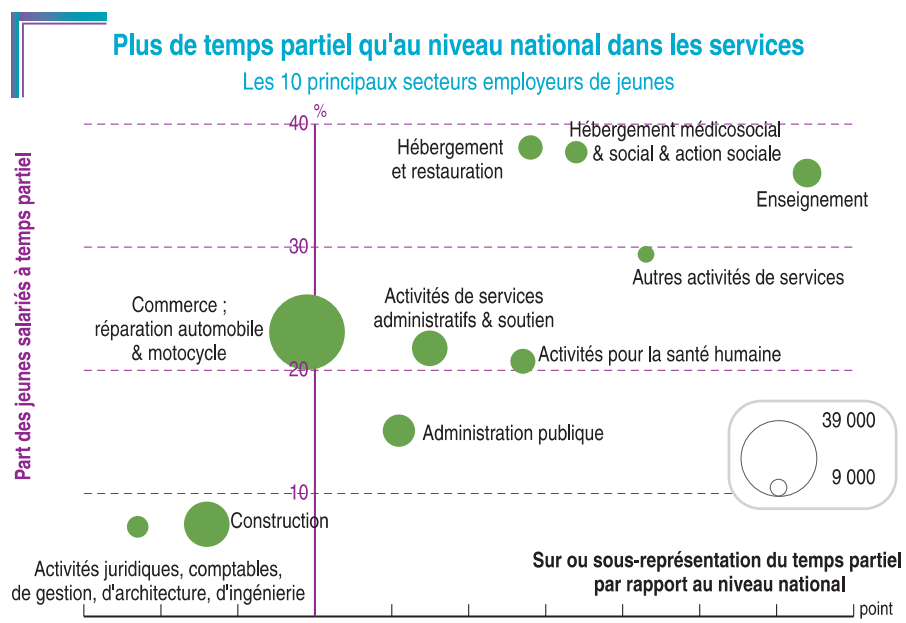 Plus de temps partiel qu'au niveau national dans les services
Les 10 principaux secteurs employeurs de jeunes
%
40
Part des jeunes salariés à temps partiel
Hébergement
et restauration
Hébergement médicosocial
& social & action sociale
Enseignement
30
Autres activités de services
Commerce ;
réparation automobile
& motocycle
Activités de services
administratifs & soutien
Activités pour la santé humaine
20
Administration publique
39 000
9 000
10
Construction
Activités juridiques, comptables,
de gestion, d'architecture, d'ingénierie
Sur ou sous-représentation du temps partiel
par rapport au niveau national
point